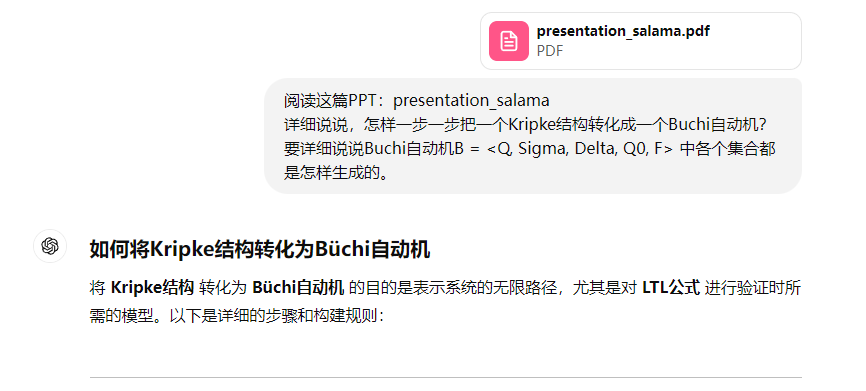 presentation_salama.pdf
PDF
阅读这篇PPT：presentation_salama
详细说说，怎样一步一步把一个Kripke结构转化成一个Buchi自动机？
要详细说说Buchi自动机B = <Q, Sigma, Delta, Q0, F> 中各个集合都
是怎样生成的。
如何将Kripke结构转化为Büchi自动机
将 Kripke结构 转化为 Büchi自动机 的目的是表示系统的无限路径，尤其是对 LTL公式 进行验证时所
需的模型。以下是详细的步骤和构建规则：